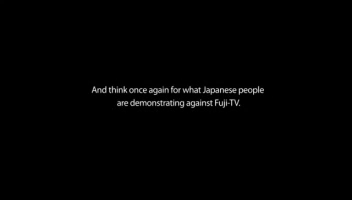 And think once again for what Japanese people
are demonstrating against Fuji-TV.